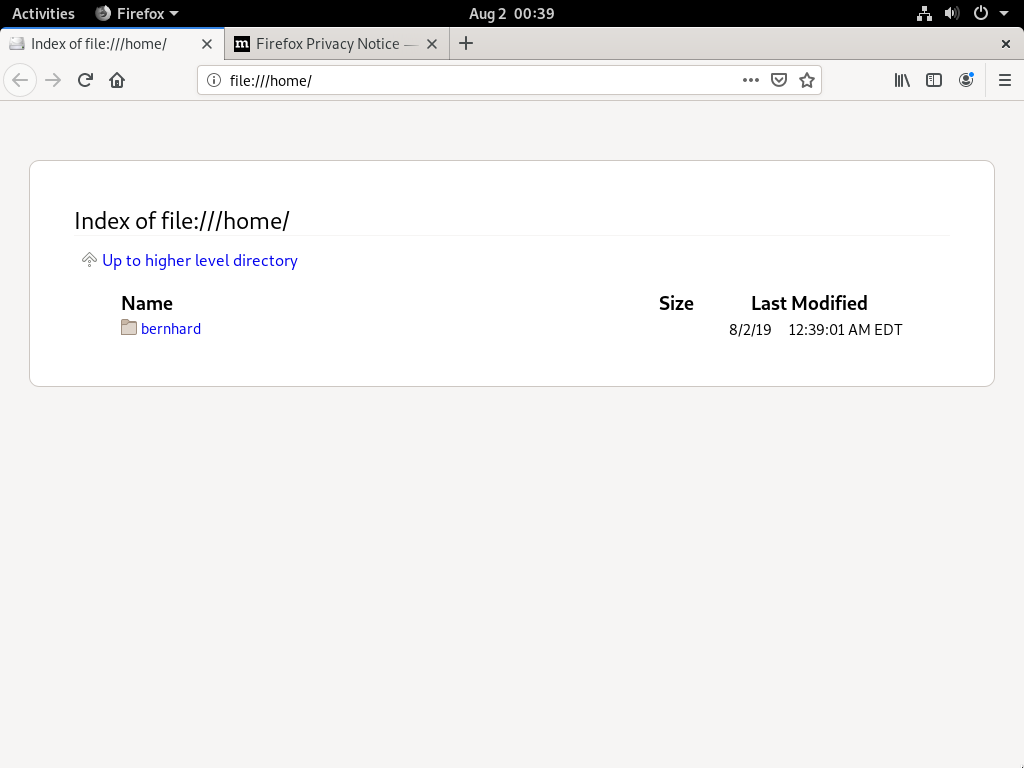 Activities Firefox Aug 2 00:39
Index of file:///home/ Firefox Privacy Notice —
file:///home/
Index of file:///home/
Up to higher level directory
Name Size Last Modified
bernhard 8/2/19 12:39:01 AM EDT